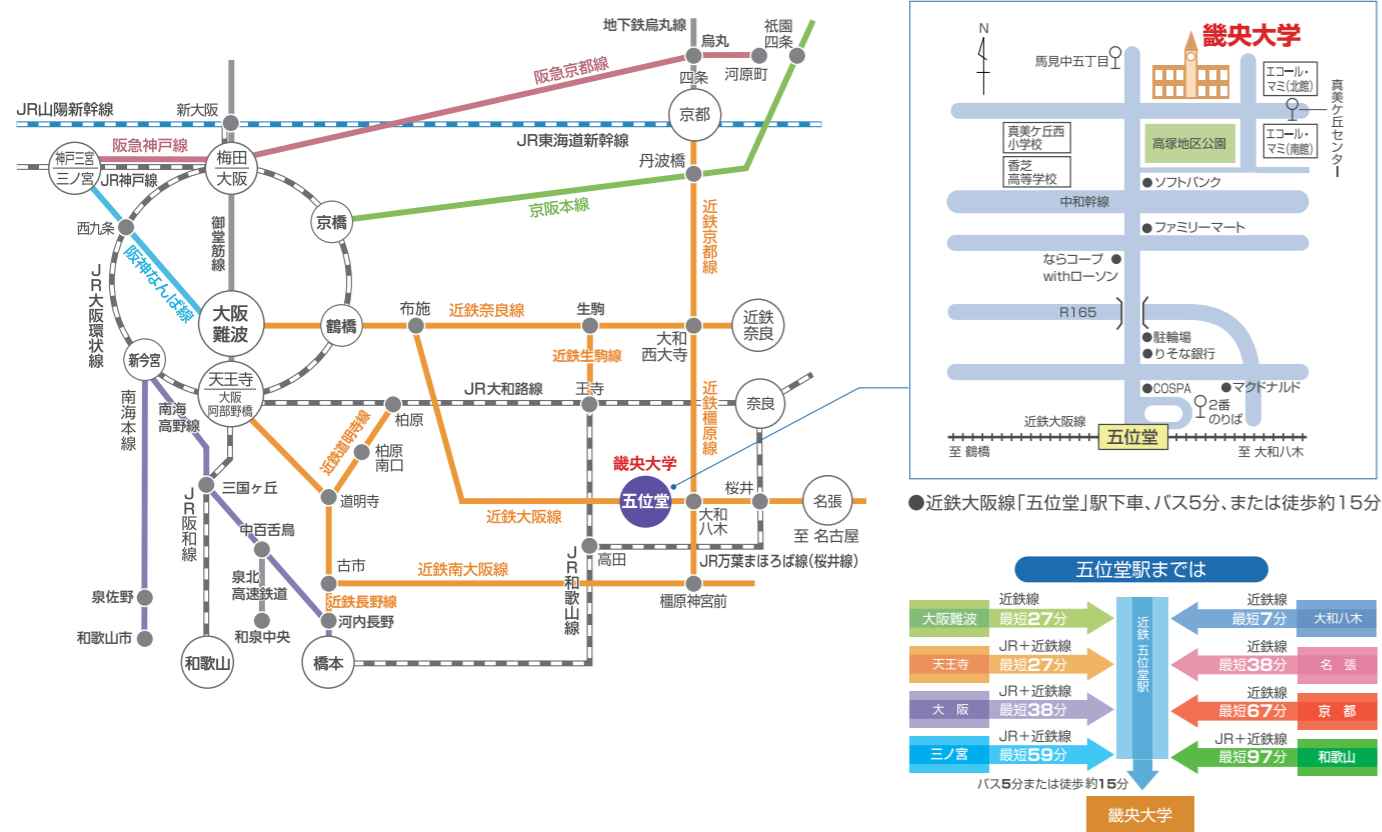 地下鉄烏丸線
烏丸
祇園
四条
四条
河原町
阪急京都線
京都
JR山陽新幹線
新大阪
JR東海道新幹線
阪急神戸線
神戸三宮
三ノ宮
JR神戸線
梅田
大阪
丹波橋
京橋
京阪本線
西九条
御堂筋線
近鉄京都線
阪神なんば線
JR大阪環状線
大阪
難波
鶴橋
布施
近鉄奈良線
生駒
大和
西大寺
近鉄
奈良
新今宮
近鉄生駒線
天王寺
大阪
阿部野橋
JR大和路線
王寺
奈良
南海本線
南海
高野線
近鉄道明寺線
柏原
柏原
南口
近鉄橿原線
畿央大学
五位堂
三国ヶ丘
道明寺
近鉄大阪線
大和
八木
桜井
名張
至 名古屋
JR阪和線
中百舌鳥
高田
JR万葉まほろば線(桜井線)
JR和歌山線
泉北
高速鉄道
古市
近鉄南大阪線
橿原神宮前
近鉄長野線
泉佐野
和泉中央
河内長野
和歌山市
和歌山
橋本
N
畿央大学
馬見中五丁目
エコール・
マミ(北館)
真美ケ丘センター
エコール・
マミ(南館)
真美ケ丘西
小学校
高塚地区公園
香芝
高等学校
●ソフトバンク
中和幹線
●ファミリーマート
ならコープ ●
withローソン
R165
●駐輪場
●りそな銀行
●COSPA
●マクドナルド
2番
のりば
近鉄大阪線
五位堂
至 鶴橋
至 大和八木
●近鉄大阪線「五位堂」駅下車、バス5分、または徒歩約15分
五位堂駅までは
大阪難波
近鉄線
最短27分
天王寺
JR+近鉄線
最短27分
大 阪
JR+近鉄線
最短38分
三ノ宮
JR+近鉄線
最短59分
近鉄 五位堂駅
近鉄線
最短7分
大和八木
近鉄線
最短38分
名 張
近鉄線
最短67分
京 都
JR+近鉄線
最短97分
和歌山
バス5分または徒歩約15分
畿央大学